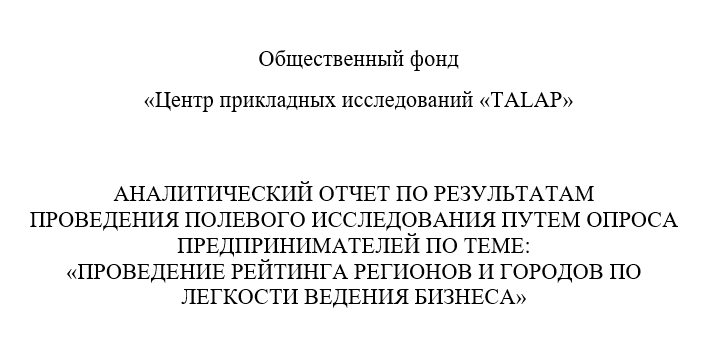 Общественный фонд
«Центр прикладных исследований «TALAP»
АНАЛИТИЧЕСКИЙ ОТЧЕТ ПО РЕЗУЛЬТАТАМ
ПРОВЕДЕНИЯ ПОЛЕВОГО ИССЛЕДОВАНИЯ ПУТЕМ ОПРОСА
ПРЕДПРИНИМАТЕЛЕЙ ПО ТЕМЕ:
«ПРОВЕДЕНИЕ РЕЙТИНГА РЕГИОНОВ И ГОРОДОВ ПО
ЛЕГКОСТИ ВЕДЕНИЯ БИЗНЕСА»